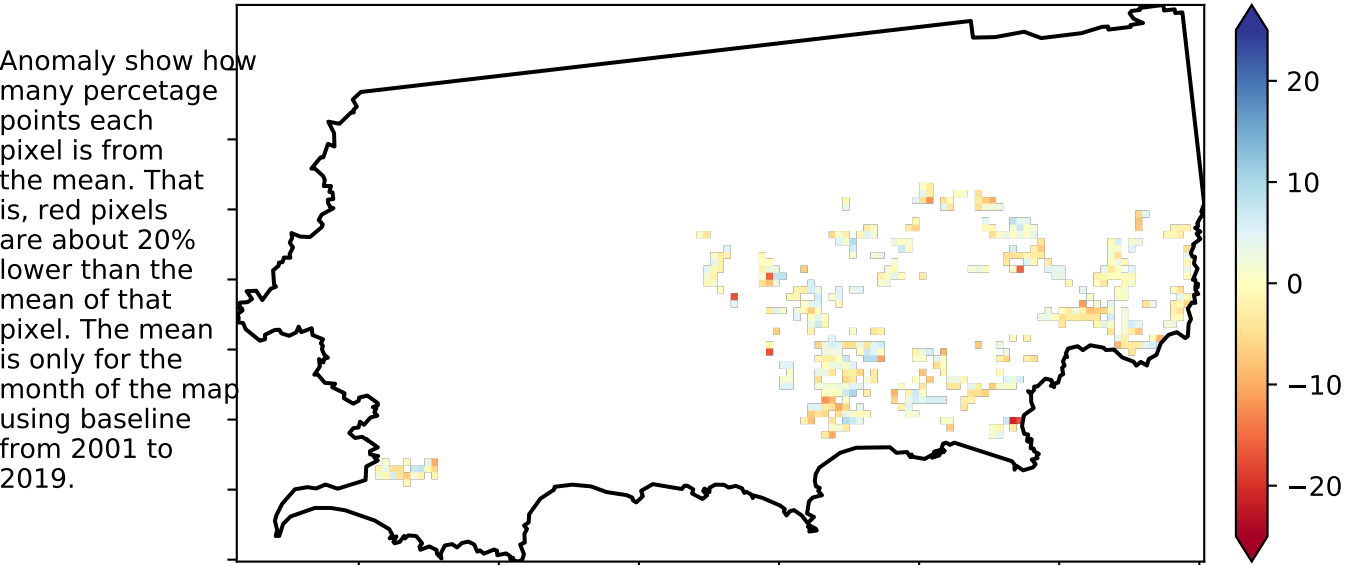 Anomaly show how
many percetage
points each
pixel is from
the mean. That
is, red pixels
are about 20%
lower than the
mean of that
pixel. The mean
is only for the
month of the map
using baseline
from 2001 to
2019.
20
10
0
−10
−20